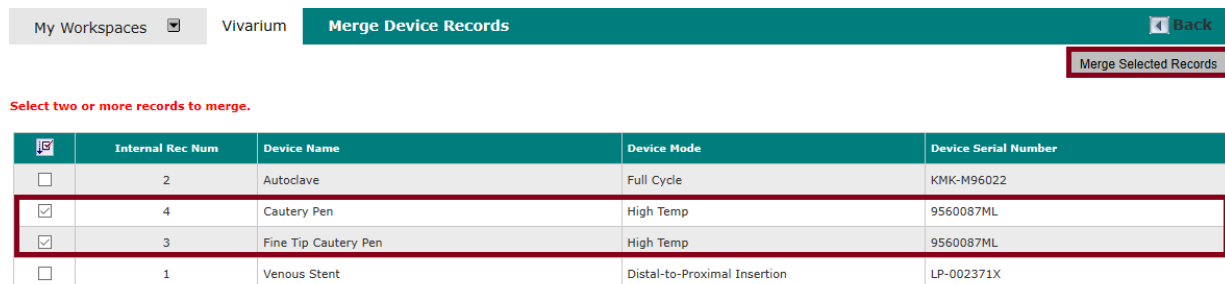 My Workspaces Vivarium Merge Device Records Back
Merge Selected Records
Select two or more records to merge.
Internal Rec Num Device Name Device Mode Device Serial Number
2 Autoclave Full Cycle KMK-M96022
4 Cautery Pen High Temp 9560087ML
3 Fine Tip Cautery Pen High Temp 9560087ML
1 Venous Stent Distal-to-Proximal Insertion LP-002371X